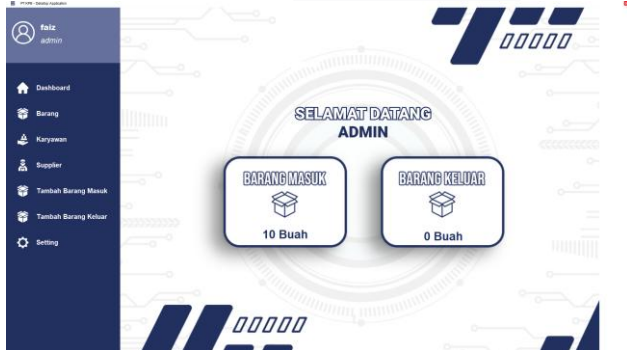 faiz
admin
Dashboard
Barang
Karyawan
Supplier
Tambah Barang Masuk
Tambah Barang Keluar
Setting
SELAMAT DATANG
ADMIN
BARANG MASUK
10 Buah
BARANG KELUAR
0 Buah